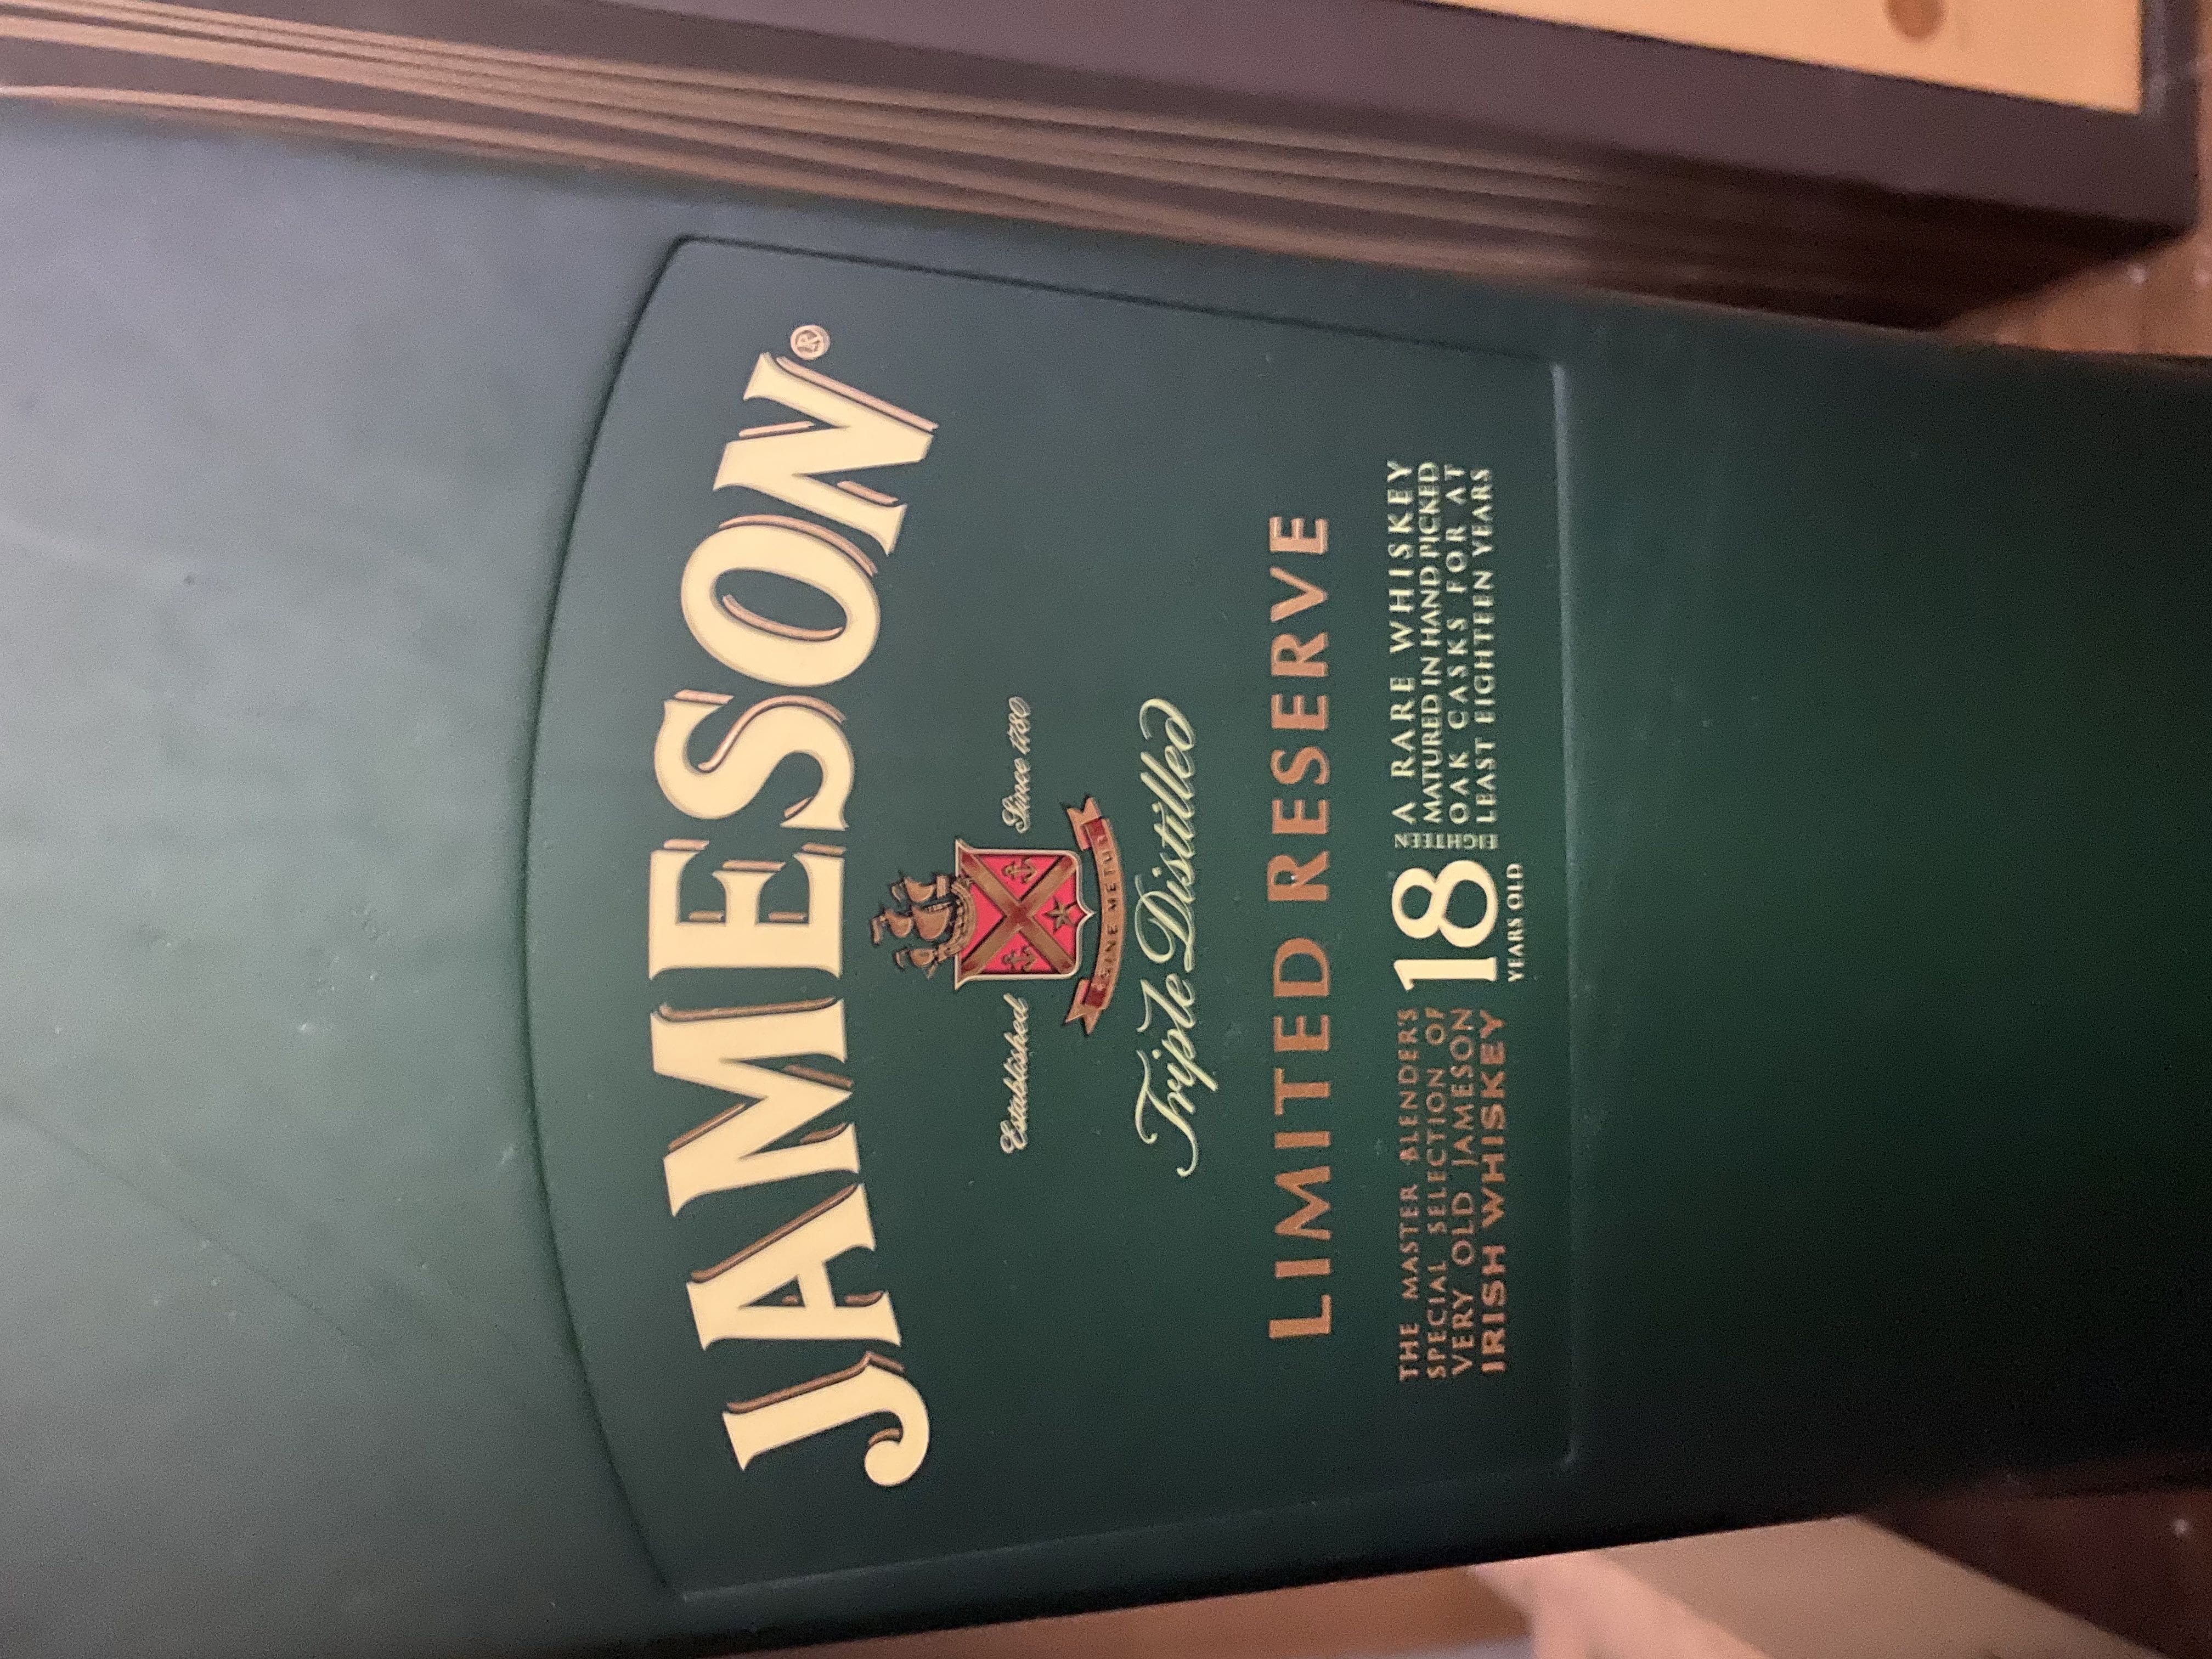 JAMESON®
Established Since 1780
SINE METU
Triple Distilled
LIMITED RESERVE
THE MASTER BLENDER'S
SPECIAL SELECTION OF
VERY OLD JAMESON
IRISH WHISKEY
18
YEARS OLD
EIGHTEEN
EIGHTEEN
A RARE WHISKEY
MATURED IN HAND PICKED
OAK CASKS FOR AT
LEAST EIGHTEEN YEARS